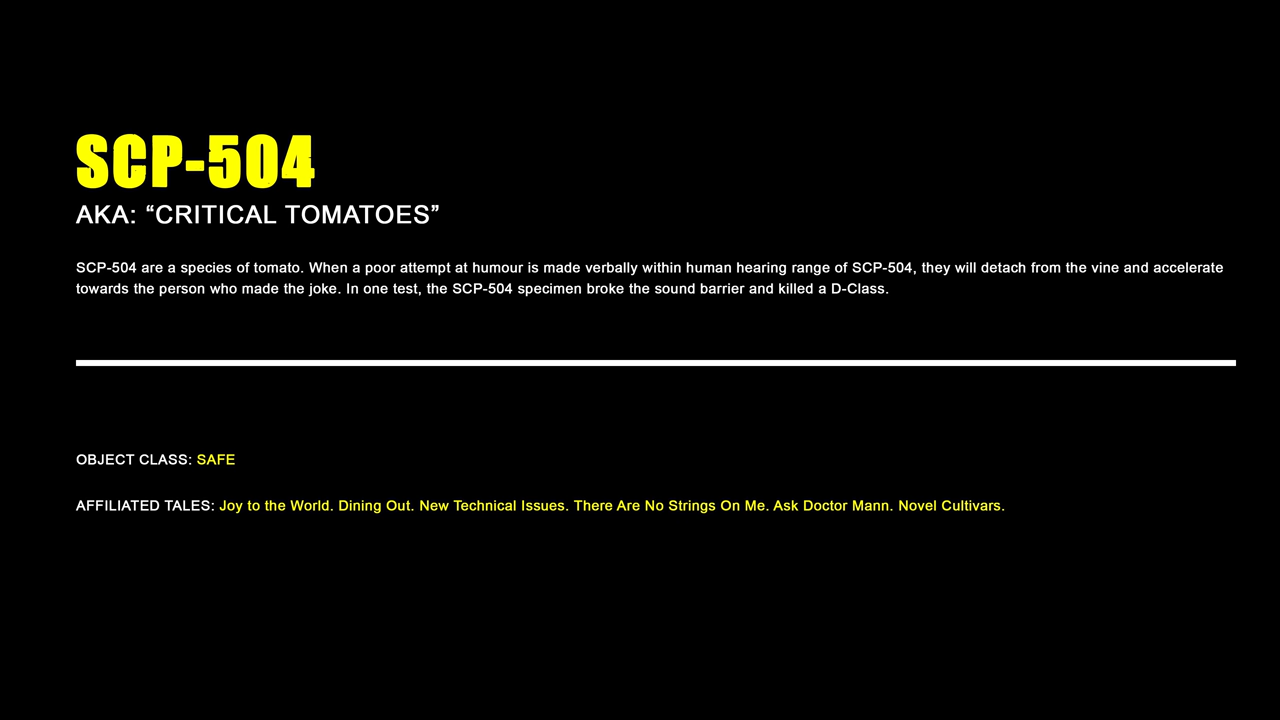 SCP-504
AKA: “CRITICAL TOMATOES”
SCP-504 are a species of tomato. When a poor attempt at humour is made verbally within human hearing range of SCP-504, they will detach from the vine and accelerate
towards the person who made the joke. In one test, the SCP-504 specimen broke the sound barrier and killed a D-Class.
OBJECT CLASS: SAFE
AFFILIATED TALES: Joy to the World. Dining Out. New Technical Issues. There Are No Strings On Me. Ask Doctor Mann. Novel Cultivars.